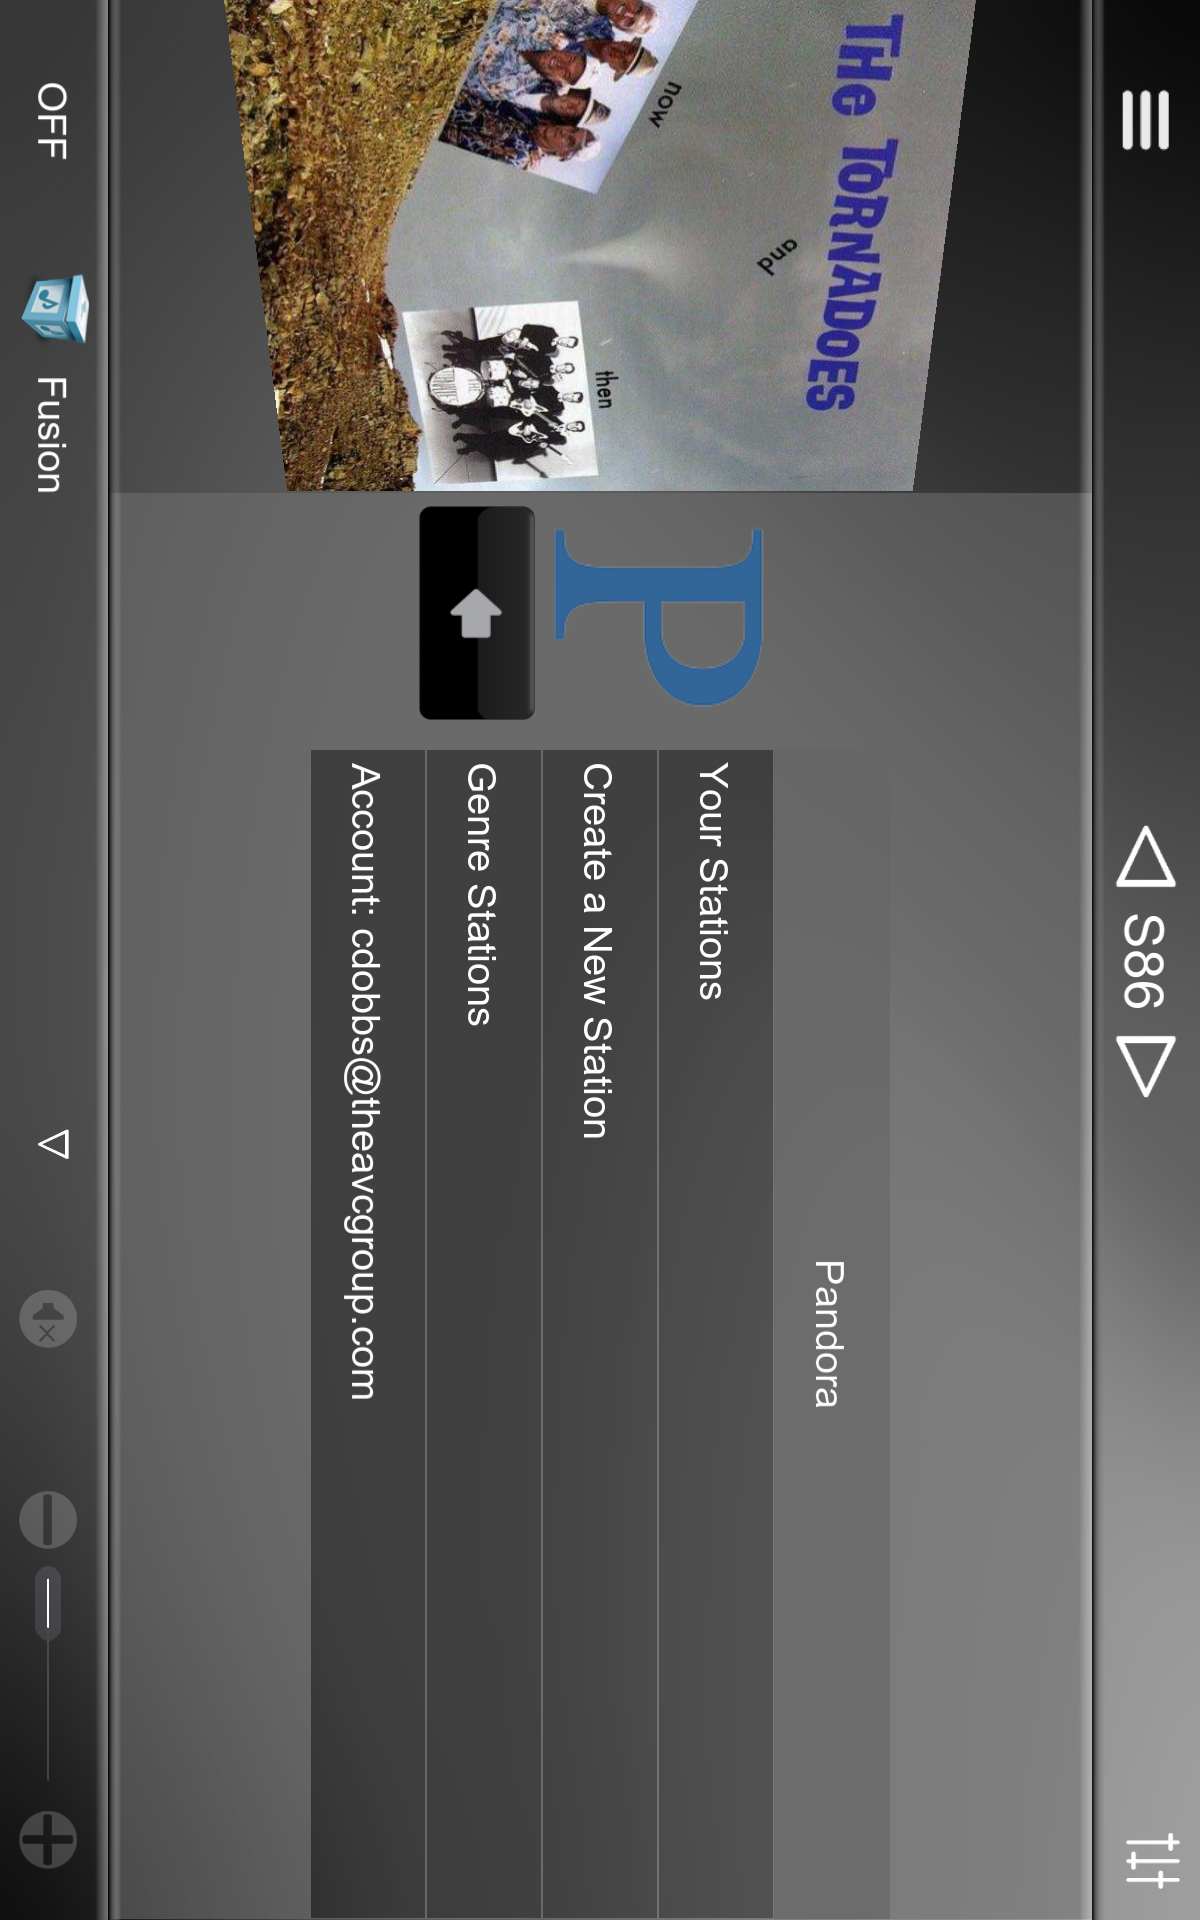 S86
THe ToRNADOES
now
and
then
P
Pandora
Your Stations
Create a New Station
Genre Stations
Account: cdobbs@theavcgroup.com
OFF
Fusion